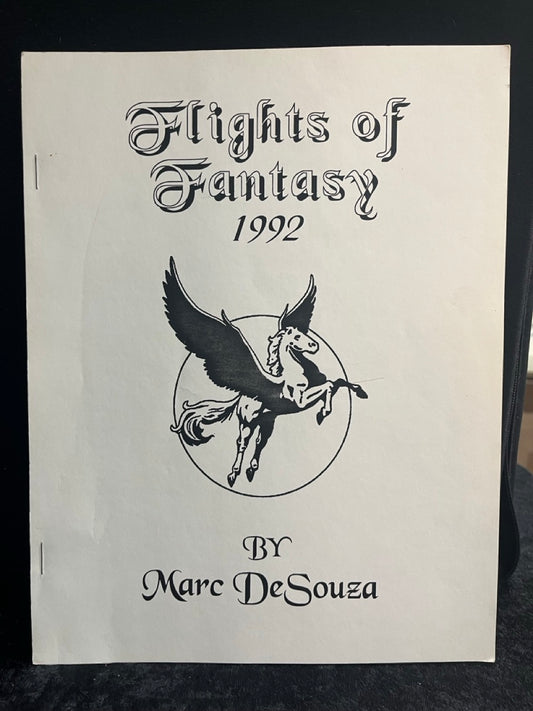 Flights of
Fantasy
1992
BY
Marc DeSouza